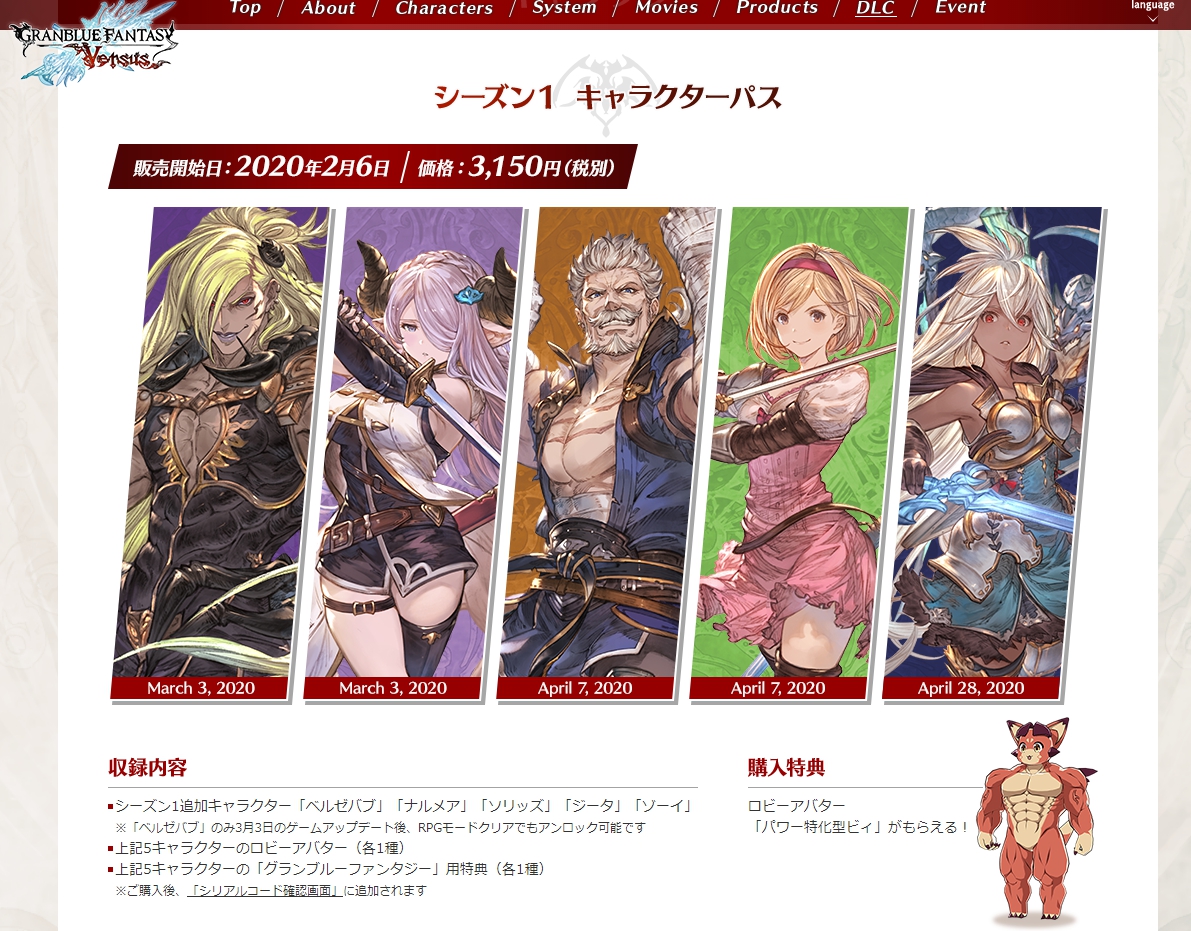 Top / About / Characters / System / Movies / Products / DLC / Event
language
GRANBLUE FANTASY
Versus
シーズン1 キャラクターパス
販売開始日：2020年2月6日 | 価格：3,150円（税別）
March 3, 2020
March 3, 2020
April 7, 2020
April 7, 2020
April 28, 2020
収録内容
■シーズン1追加キャラクター「ベルゼバブ」「ナルメア」「ソリッズ」「ジータ」「ゾーイ」
※「ベルゼバブ」のみ3月3日のゲームアップデート後、RPGモードクリアでもアンロック可能です
■上記5キャラクターのロビーアバター（各1種）
■上記5キャラクターの「グランブルーファンタジー」用特典（各1種）
※ご購入後、「シリアルコード確認画面」に追加されます
購入特典
ロビーアバター
「パワー特化型ビィ」がもらえる！